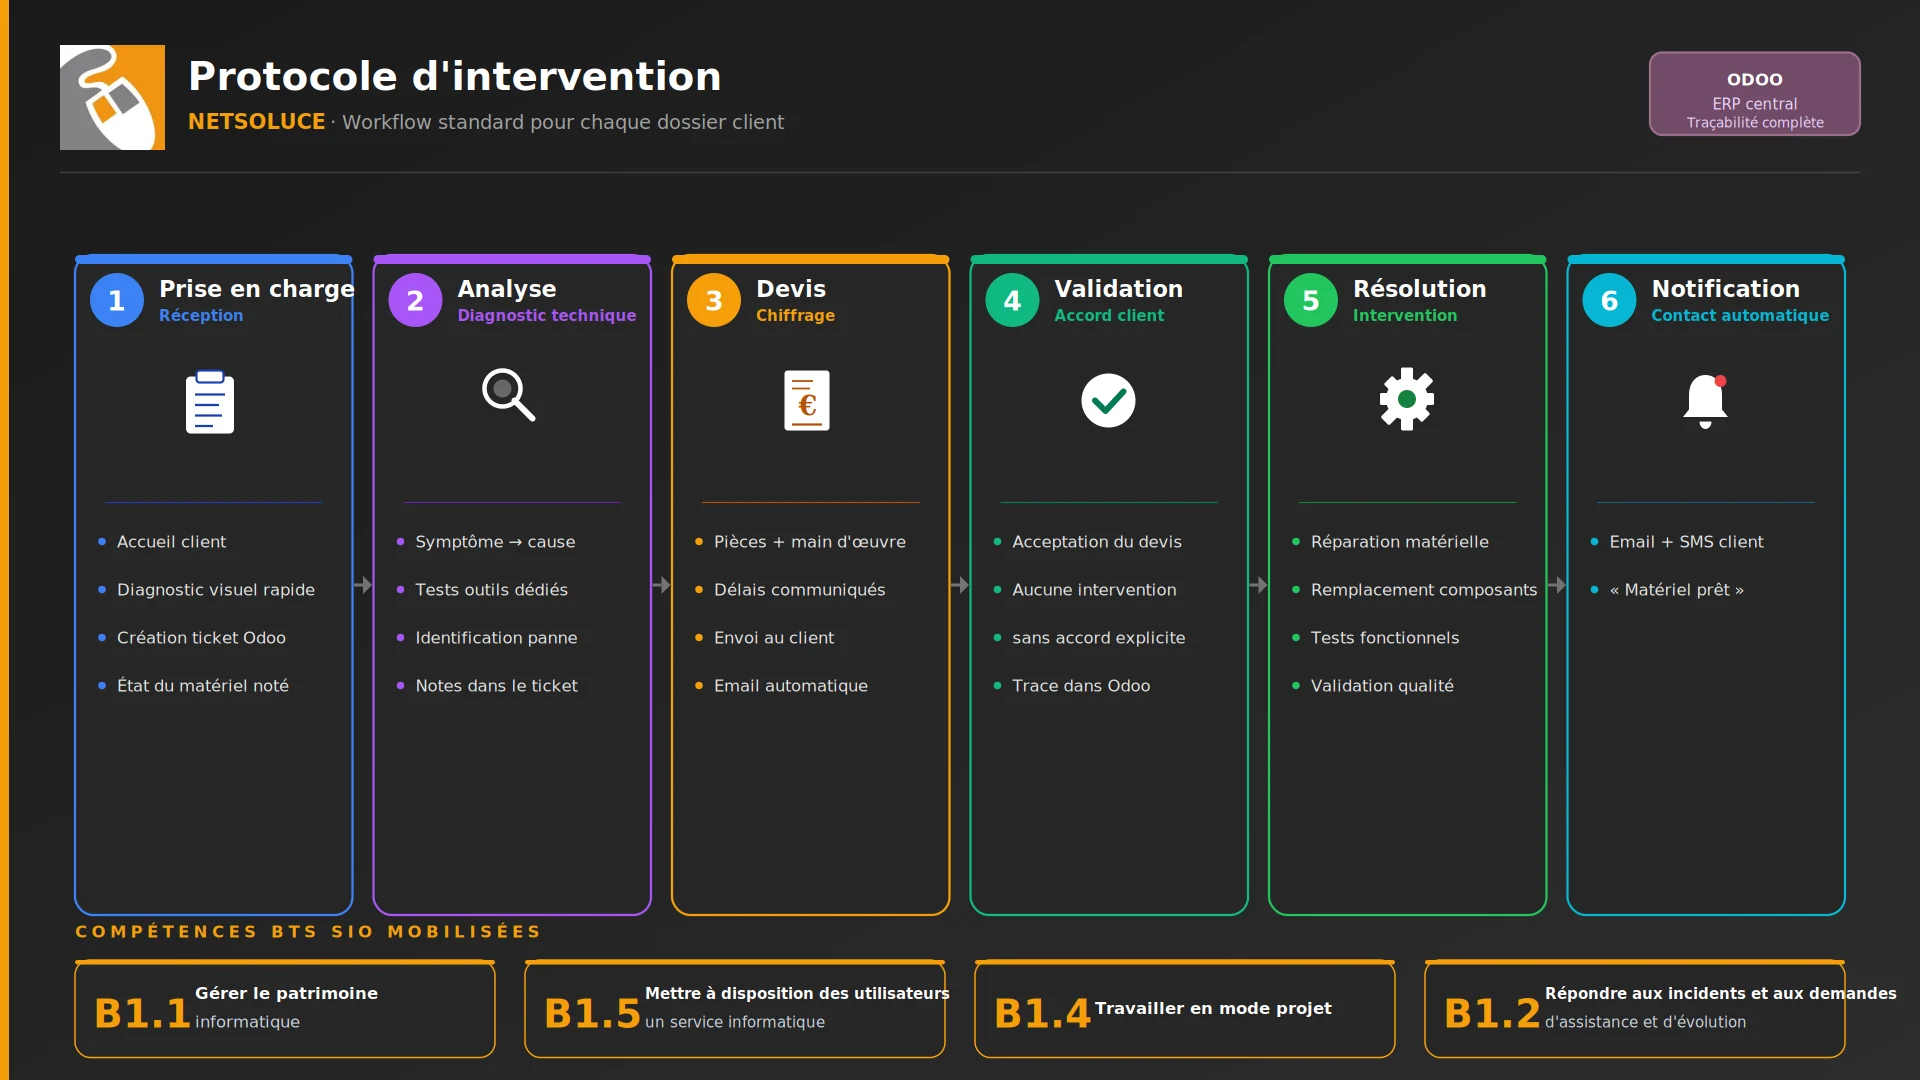 Protocole d'intervention
NETSOLUCE · Workflow standard pour chaque dossier client
ODOO
ERP central
Traçabilité complète
1
Prise en charge
Réception
Accueil client
Diagnostic visuel rapide
Création ticket Odoo
État du matériel noté
2
Analyse
Diagnostic technique
Symptôme → cause
Tests outils dédiés
Identification panne
Notes dans le ticket
3
Devis
Chiffrage
€
Pièces + main d'œuvre
Délais communiqués
Envoi au client
Email automatique
4
Validation
Accord client
Acceptation du devis
Aucune intervention
sans accord explicite
Trace dans Odoo
5
Résolution
Intervention
Réparation matérielle
Remplacement composants
Tests fonctionnels
Validation qualité
6
Notification
Contact automatique
Email + SMS client
« Matériel prêt »
COMPÉTENCES BTS SIO MOBILISÉES
B1.1
Gérer le patrimoine
informatique
B1.5
Mettre à disposition des utilisateurs
un service informatique
B1.4
Travailler en mode projet
B1.2
Répondre aux incidents et aux demandes
d'assistance et d'évolution